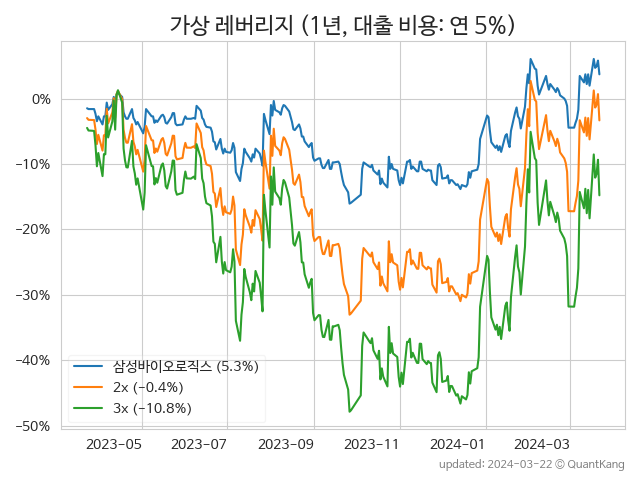 가상 레버리지 (1년, 대출 비용: 연 5%)
0%
−10%
−20%
−30%
−40%
−50%
삼성바이오로직스 (5.3%)
2x (−0.4%)
3x (−10.8%)
2023-05
2023-07
2023-09
2023-11
2024-01
2024-03
updated: 2024-03-22 © QuantKang